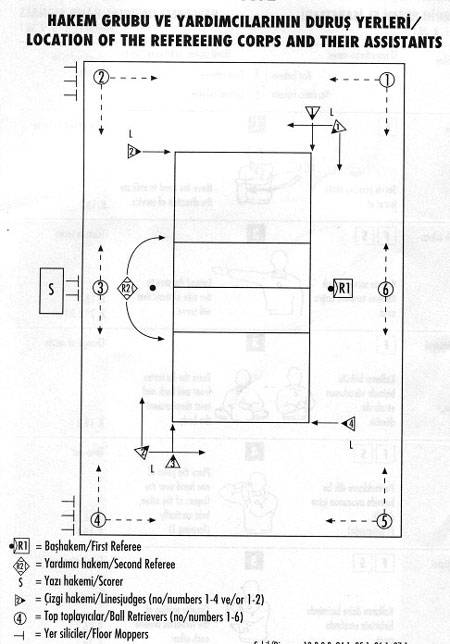 HAKEM GRUBU VE YARDIMCILARININ DURUŞ YERLERİ/
LOCATION OF THE REFEREEING CORPS AND THEIR ASSISTANTS
2
1
L
1
L
1
L
2
S
3
R2
R1
6
4
L
2
L
3
4
5
R1 = Başhakem/First Referee
R2 = Yardımcı hakem/Second Referee
S = Yazı hakemi/Scorer
= Çizgi hakemi/Linesjudges (no/numbers 1-4 ve/or 1-2)
4 = Top toplayıcılar/Ball Retrievers (no/numbers 1-6)
= Yer siliciler/Floor Moppers